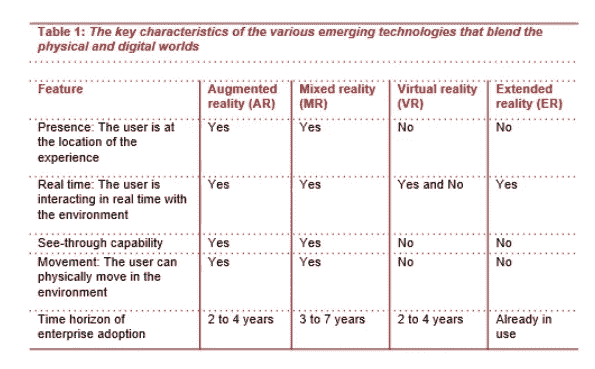 Table 1: The key characteristics of the various emerging technologies that blend the
physical and digital worlds
Feature Augmented reality (AR) Mixed reality (MR) Virtual reality (VR) Extended reality (ER)
Presence: The user is at the location of the experience Yes Yes No No
Real time: The user is interacting in real time with the environment Yes Yes Yes and No Yes
See-through capability Yes Yes No No
Movement: The user can physically move in the environment Yes Yes No No
Time horizon of enterprise adoption 2 to 4 years 3 to 7 years 2 to 4 years Already in use